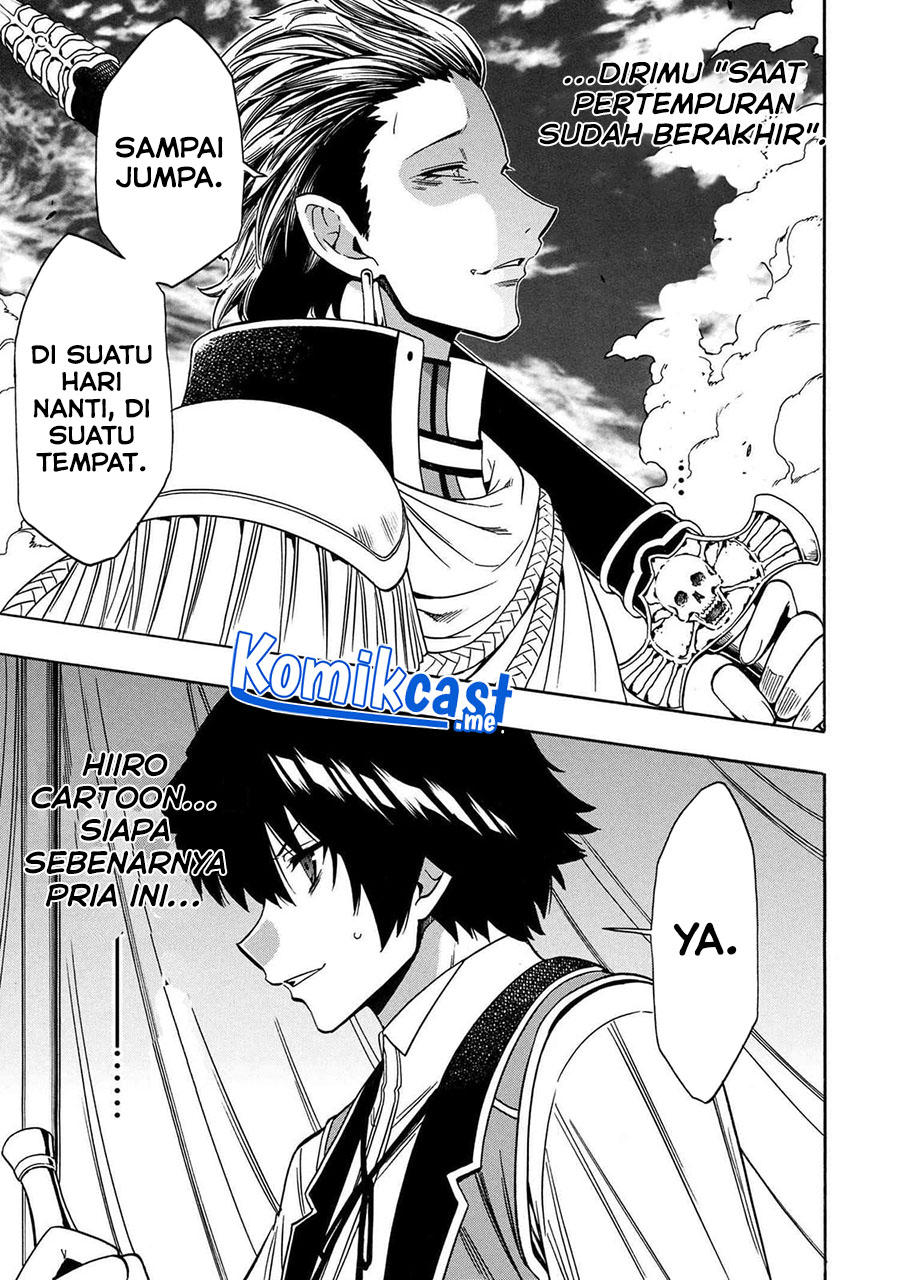 ...DIRIMU "SAAT
PERTEMPURAN
SUDAH BERAKHIR".
SAMPAI
JUMPA.
DI SUATU
HARI
NANTI, DI
SUATU
TEMPAT.
...
Komikcast
.me
YA.
HIIRO
CARTOON...
SIAPA
SEBENARNYA
PRIA INI...
......